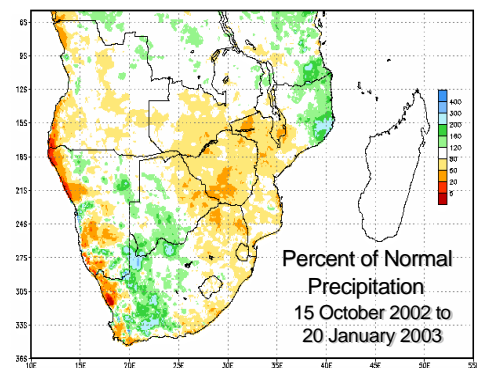 6S
9S
12S
15S
18S
21S
24S
27S
30S
33S
36S
10E 15E 20E 25E 30E 35E 40E 45E 50E 55E
400
300
200
160
120
80
50
20
5
Percent of Normal
Precipitation
15 October 2002 to
20 January 2003